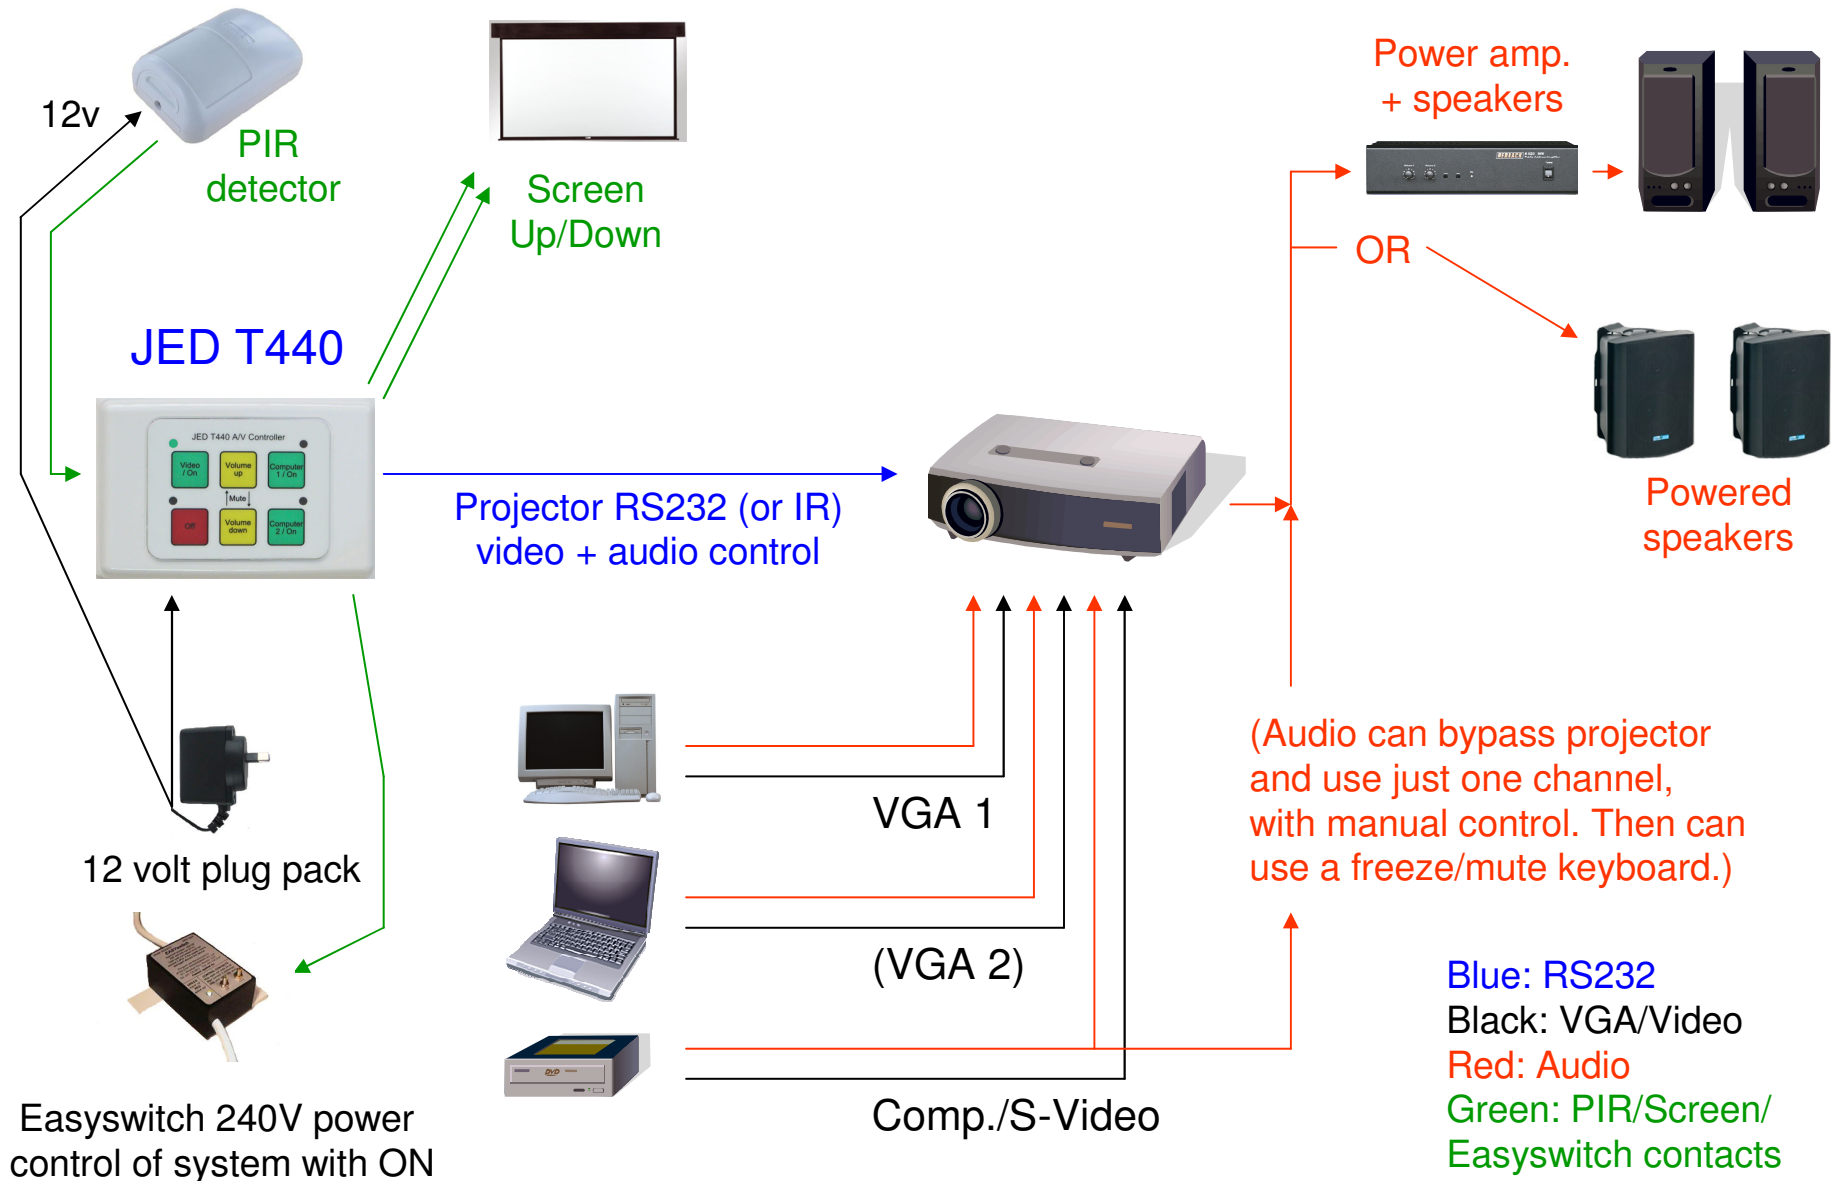 12v
PIR
detector
Screen
Up/Down
Power amp.
+ speakers
OR
Powered
speakers
JED T440
JED T440 A/V Controller
Video
/ On
Volume
up
Computer
1 / On
Mute
Off
Volume
down
Computer
2 / On
Projector RS232 (or IR)
video + audio control
12 volt plug pack
Easyswitch 240V power
control of system with ON
VGA 1
(VGA 2)
DVD
Comp./S-Video
(Audio can bypass projector
and use just one channel,
with manual control. Then can
use a freeze/mute keyboard.)
Blue: RS232
Black: VGA/Video
Red: Audio
Green: PIR/Screen/
Easyswitch contacts